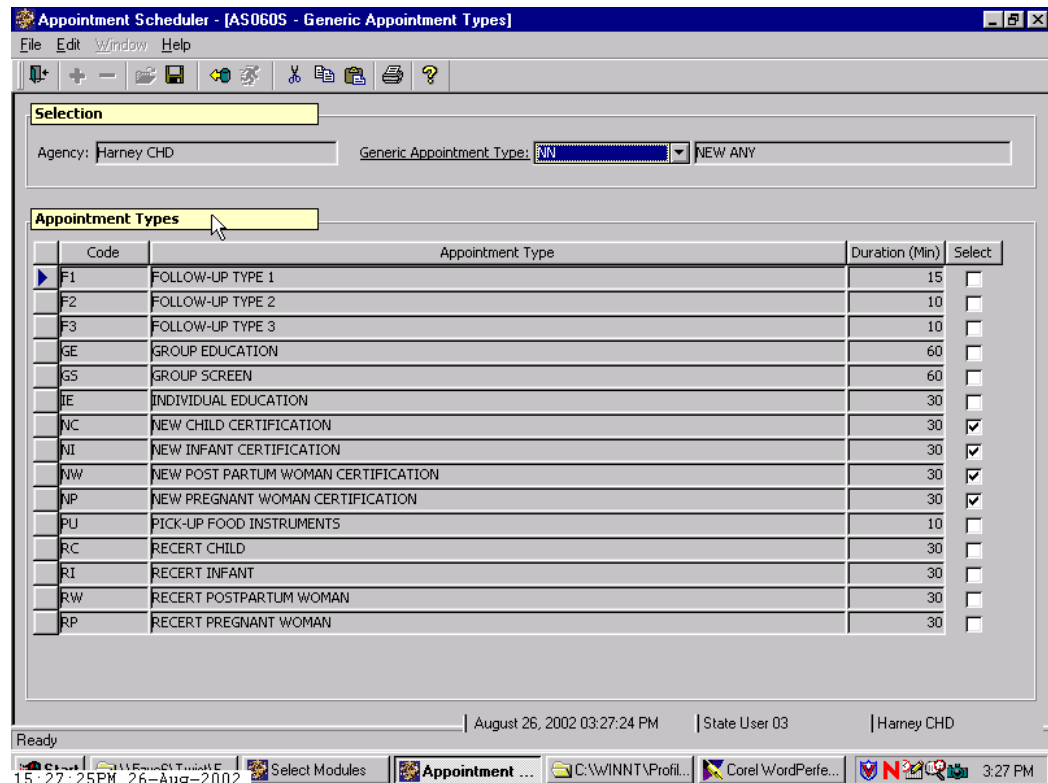 Appointment Scheduler - [AS060S - Generic Appointment Types]
File Edit Window Help
Selection
Agency: Harney CHD Generic Appointment Type: NN NEW ANY
Appointment Types
Code Appointment Type Duration (Min) Select
F1 FOLLOW-UP TYPE 1 15
F2 FOLLOW-UP TYPE 2 10
F3 FOLLOW-UP TYPE 3 10
GE GROUP EDUCATION 60
GS GROUP SCREEN 60
IE INDIVIDUAL EDUCATION 30
NC NEW CHILD CERTIFICATION 30
NI NEW INFANT CERTIFICATION 30
NW NEW POST PARTUM WOMAN CERTIFICATION 30
NP NEW PREGNANT WOMAN CERTIFICATION 30
PU PICK-UP FOOD INSTRUMENTS 10
RC RECERT CHILD 30
RI RECERT INFANT 30
RW RECERT POSTPARTUM WOMAN 30
RP RECERT PREGNANT WOMAN 30
August 26, 2002 03:27:24 PM State User 03 Harney CHD
Ready
Select Modules Appointment ... C:\WINNT\Profil... Corel WordPerfe... 3:27 PM
15:27:25PM 26-Aug-2002